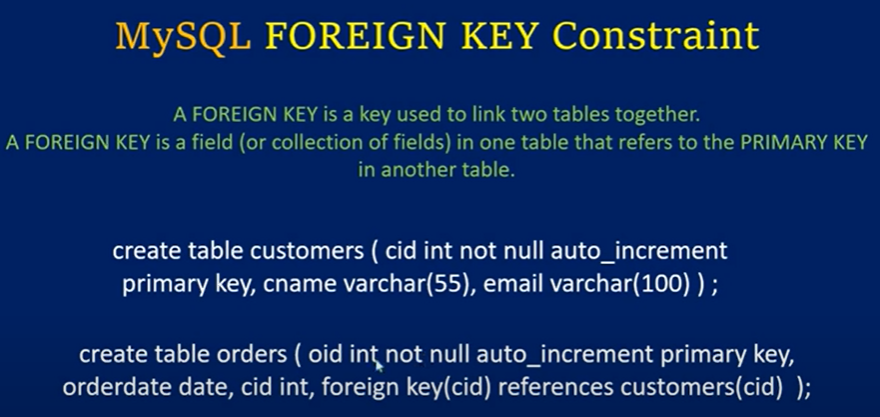 MySQL FOREIGN KEY Constraint
A FOREIGN KEY is a key used to link two tables together.
A FOREIGN KEY is a field (or collection of fields) in one table that refers to the PRIMARY KEY
in another table.
create table customers ( cid int not null auto_increment
primary key, cname varchar(55), email varchar(100) ) ;
create table orders ( oid int not null auto_increment primary key,
orderdate date, cid int, foreign key(cid) references customers(cid)  );